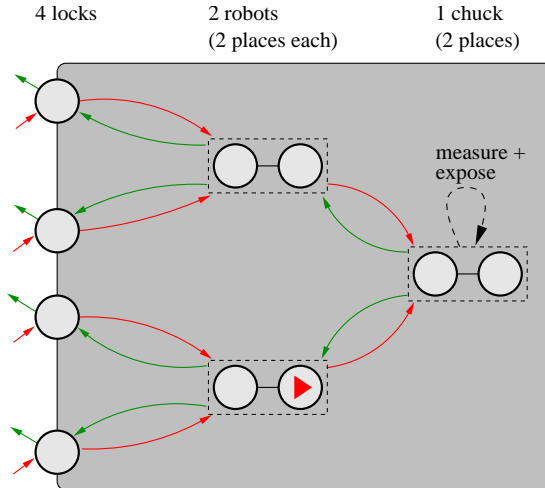 4 locks
2 robots
(2 places each)
1 chuck
(2 places)
measure +
expose